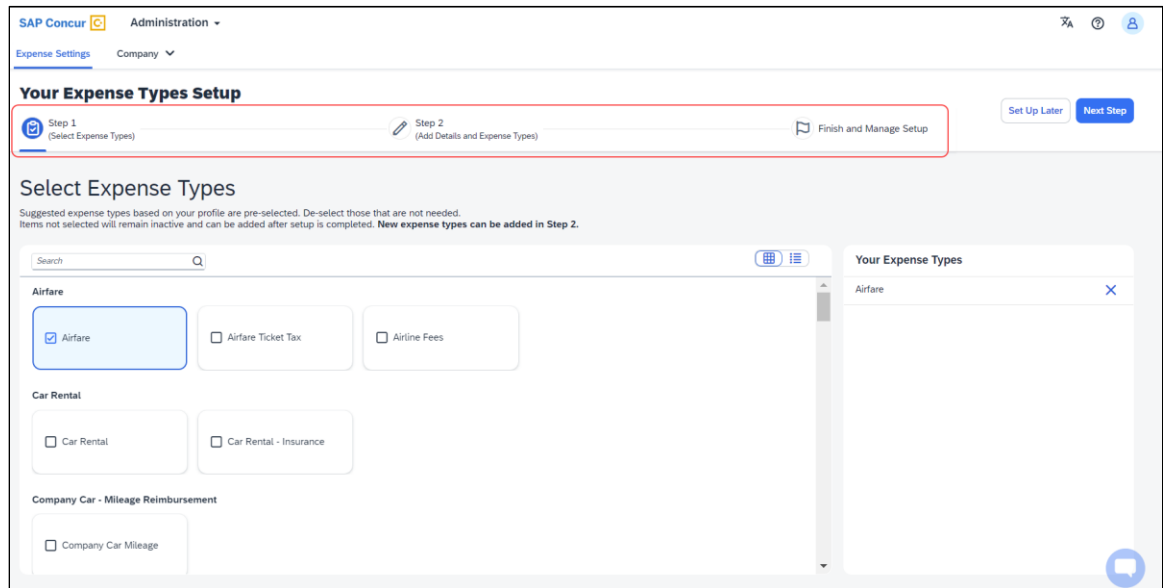 SAP Concur C Administration
Expense Settings Company
Your Expense Types Setup
Step 1
(Select Expense Types)
Step 2
(Add Details and Expense Types)
Finish and Manage Setup
Set Up Later Next Step
Select Expense Types
Suggested expense types based on your profile are pre-selected. De-select those that are not needed.
Items not selected will remain inactive and can be added after setup is completed. New expense types can be added in Step 2.
Search
Your Expense Types
Airfare
Airfare
Airfare
Airfare Ticket Tax
Airline Fees
Car Rental
Car Rental
Car Rental - Insurance
Company Car - Mileage Reimbursement
Company Car Mileage